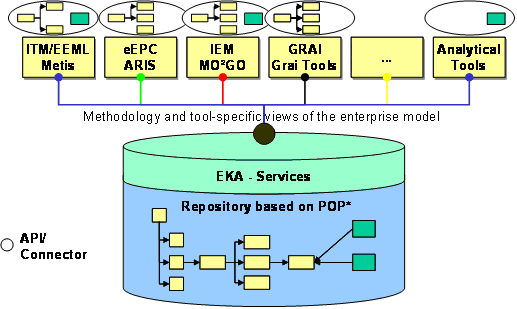 ITM/EEML
Metis
eEPC
ARIS
IEM
MO²GO
GRAI
Grai Tools
...
Analytical
Tools
Methodology and tool-specific views of the enterprise model
EKA - Services
Repository based on POP*
API/
Connector